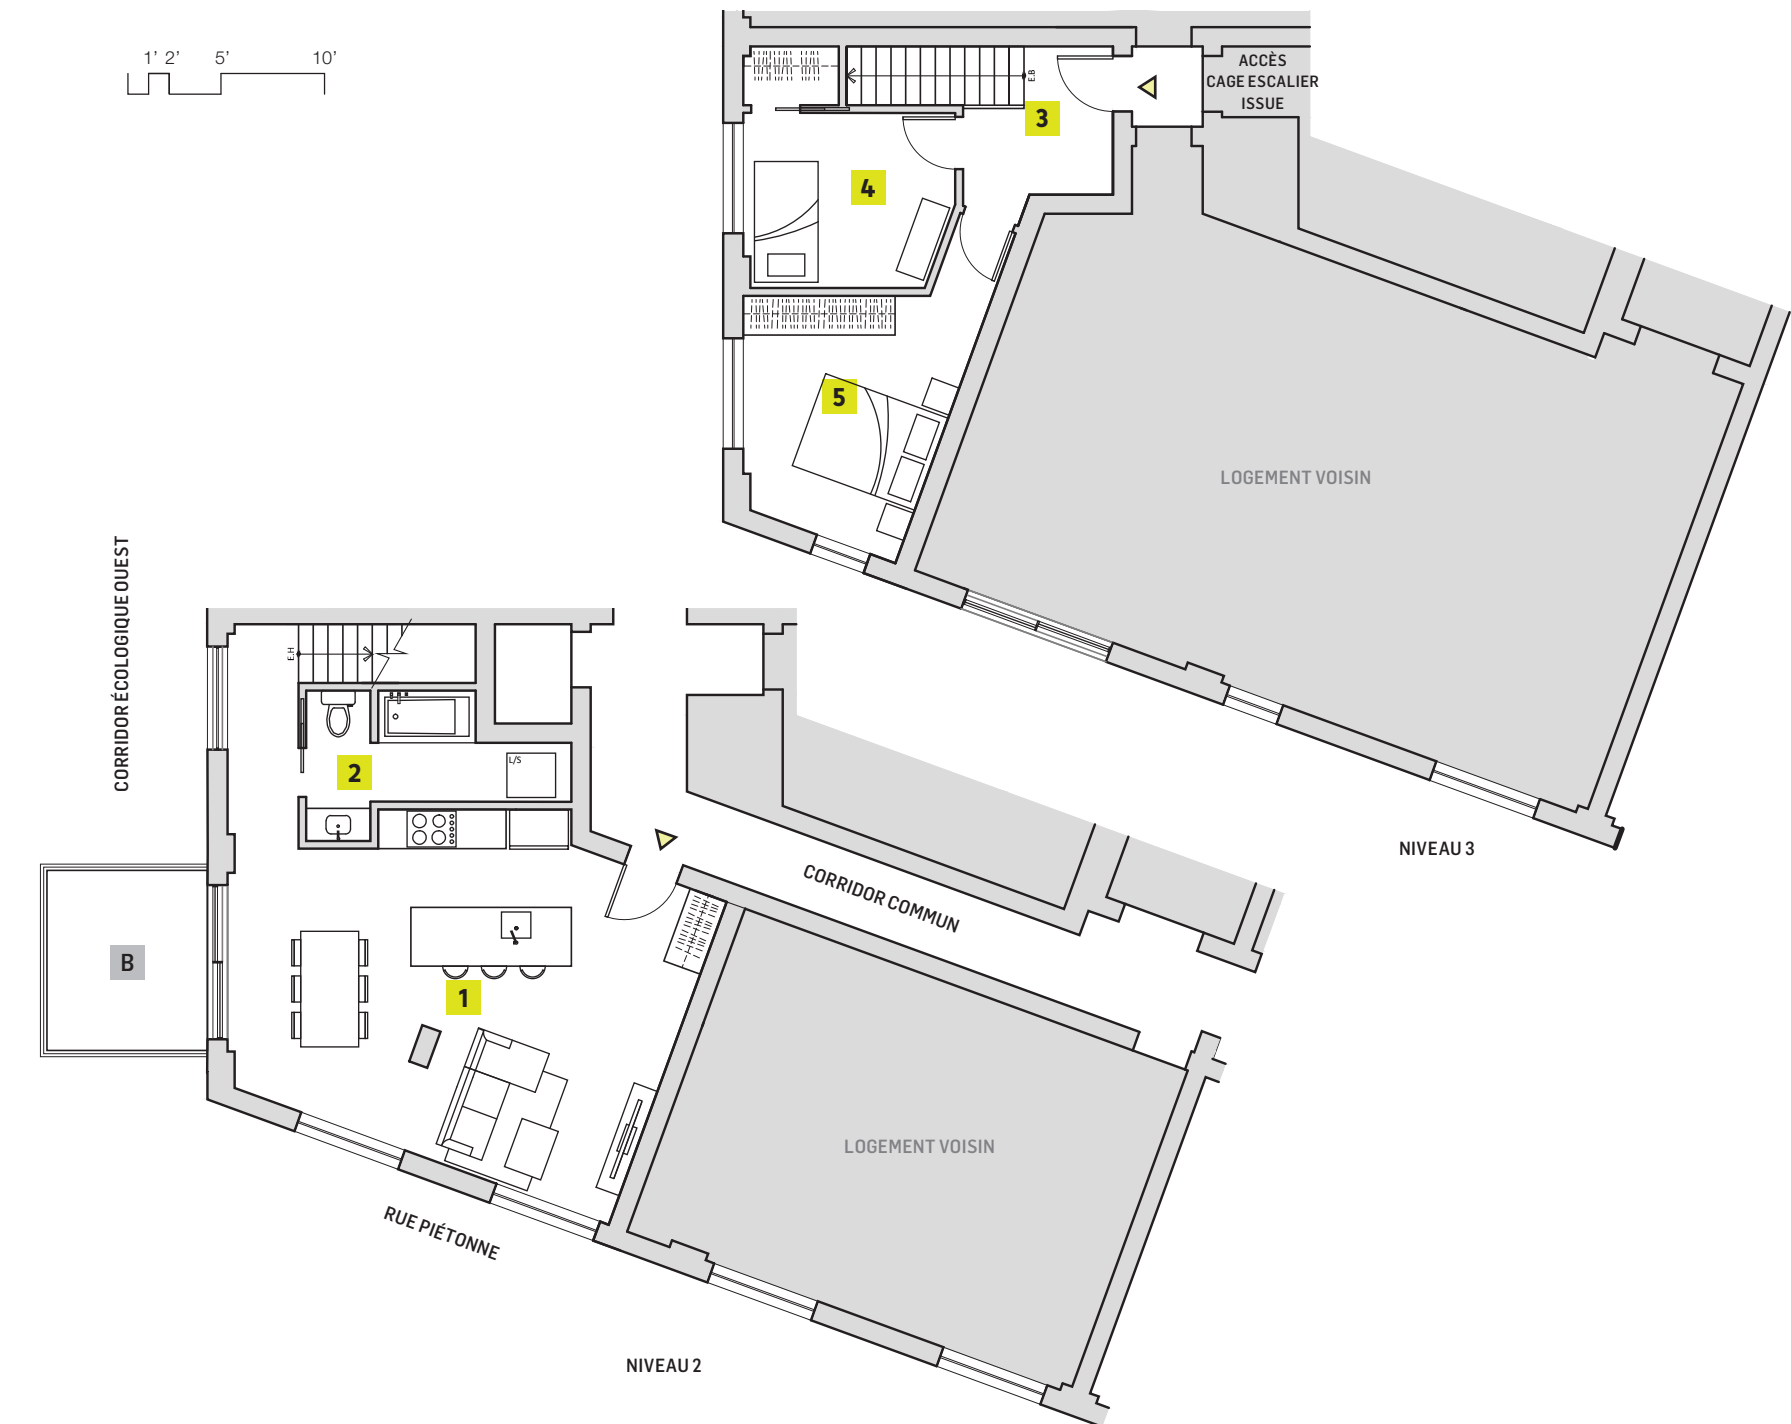 1' 2' 5' 10'
ACCÈS
CAGE ESCALIER
ISSUE
E.B
3
4
5
LOGEMENT VOISIN
NIVEAU 3
CORRIDOR ÉCOLOGIQUE OUEST
E.H
2
L/S
CORRIDOR COMMUN
B
1
LOGEMENT VOISIN
RUE PIÉTONNE
NIVEAU 2